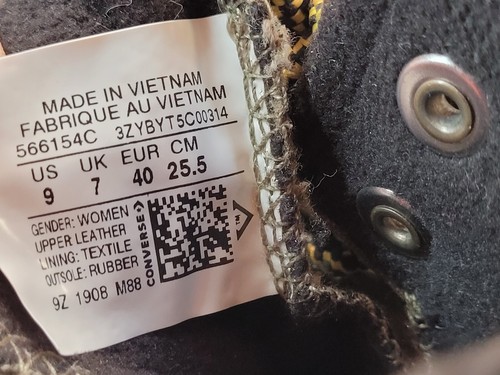 MADE IN VIETNAM
FABRIQUE AU VIETNAM
566154C 3ZYBYT5C00314
US UK EUR CM
9 7 40 25.5
GENDER: WOMEN
UPPER LEATHER
LINING: TEXTILE
OUTSOLE: RUBBER
9Z 1908 M88
CONVERSE